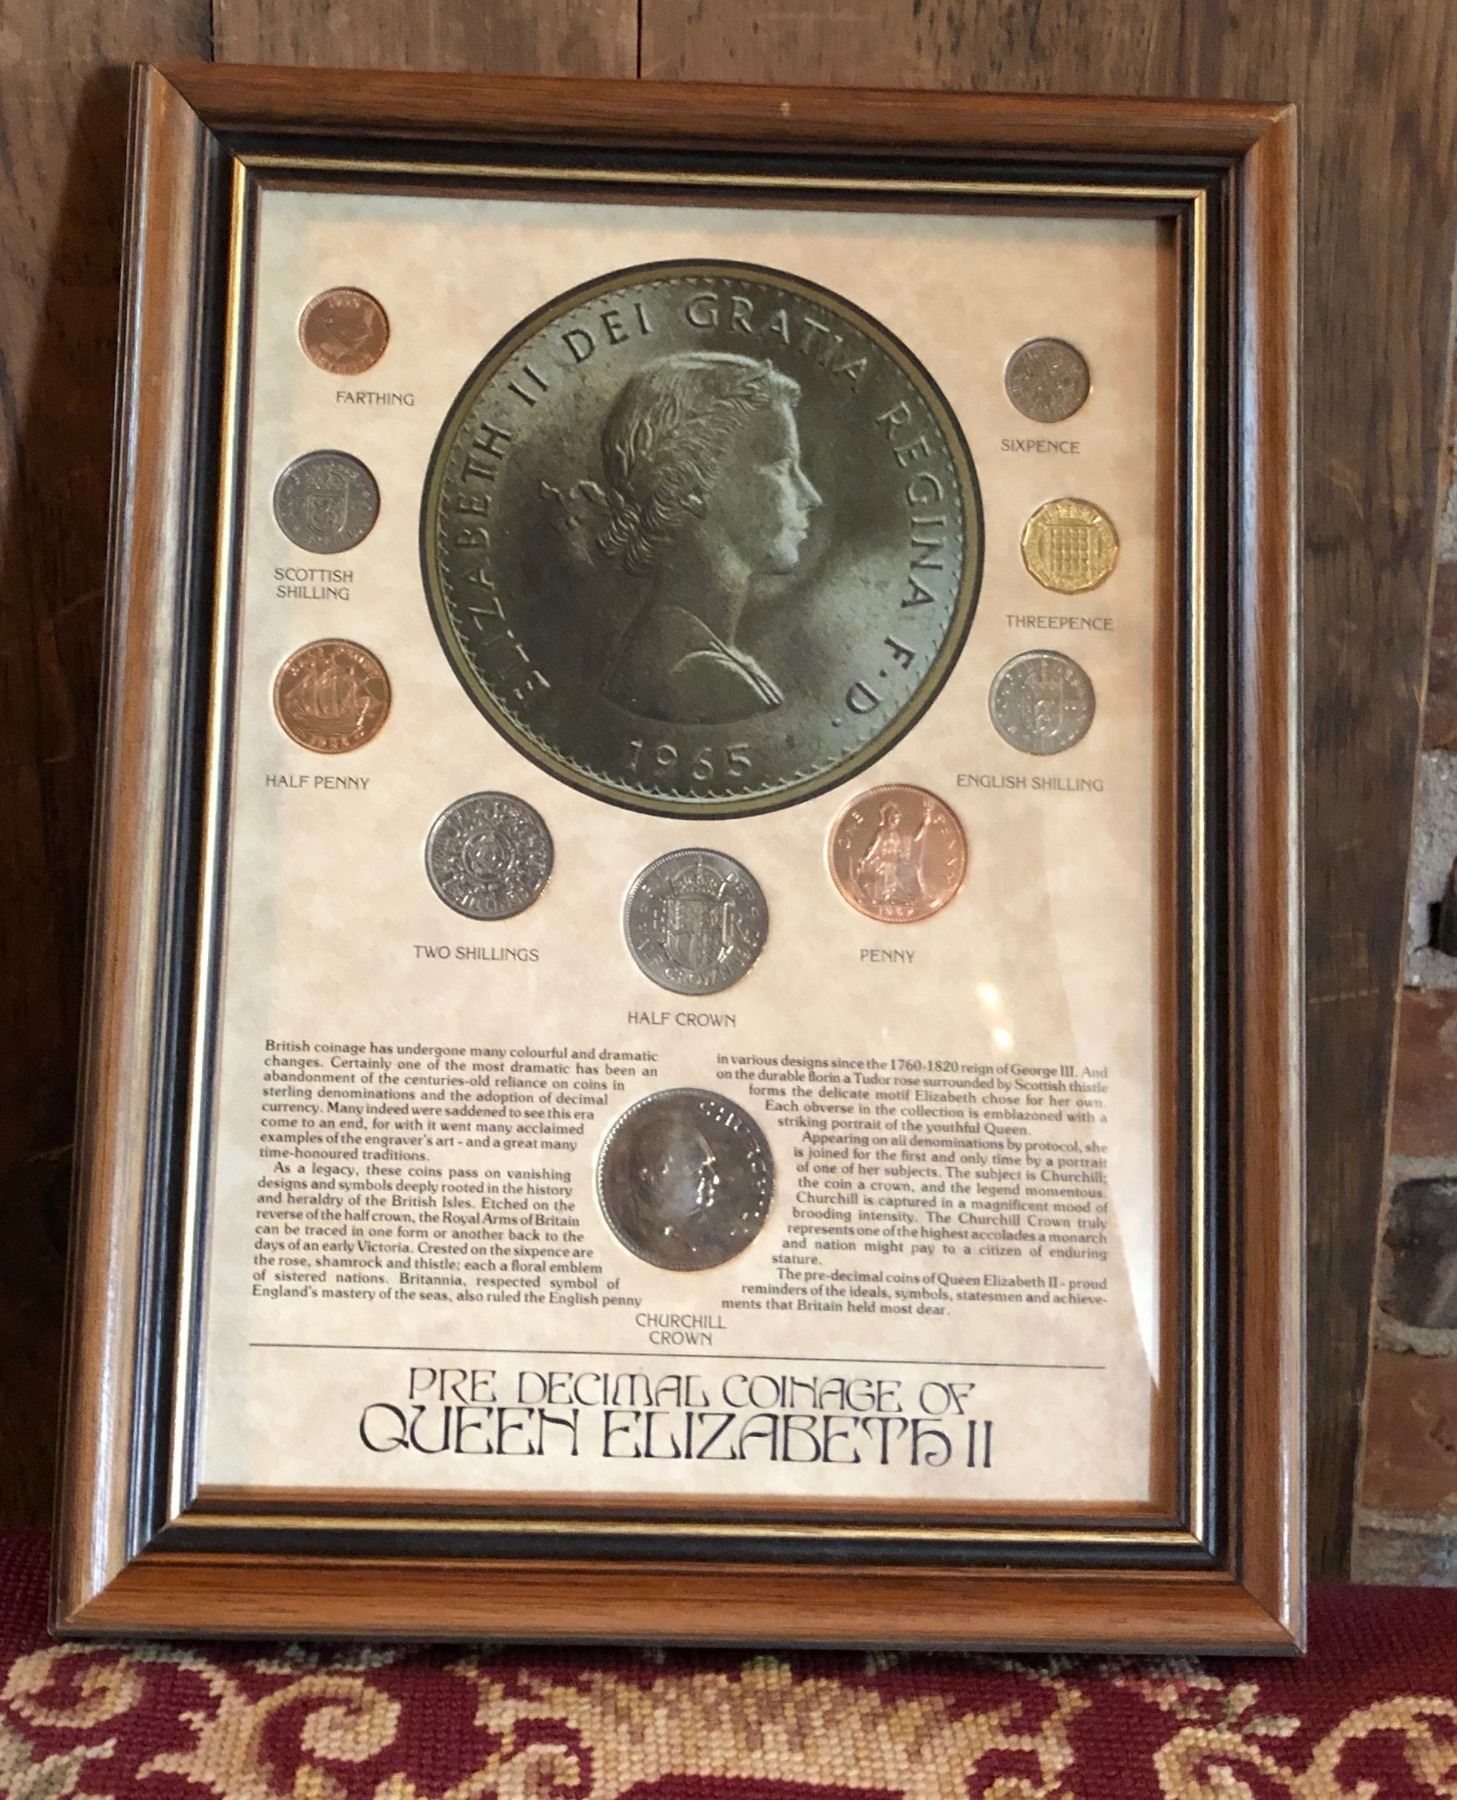 ELIZABETH II DEI GRATIA REGINA F. D.
1965
FARTHING
SIXPENCE
SCOTTISH
SHILLING
THREEPENCE
HALF PENNY
ENGLISH SHILLING
ONE PENNY
TWO SHILLINGS
PENNY
HALF CROWN
HALF CROWN
British coinage has undergone many colourful and dramatic
changes. Certainly one of the most dramatic has been an
abandonment of the centuries-old reliance on coins in
sterling denominations and the adoption of decimal
currency. Many indeed were saddened to see this era
come to an end, for with it went many acclaimed
examples of the engraver's art - and a great many
time-honoured traditions.
As a legacy, these coins pass on vanishing
designs and symbols deeply rooted in the history
and heraldry of the British Isles. Etched on the
reverse of the half crown, the Royal Arms of Britain
can be traced in one form or another back to the
days of an early Victoria. Crested on the sixpence are
the rose, shamrock and thistle; each a floral emblem
of sistered nations. Britannia, respected symbol of
England's mastery of the seas, also ruled the English penny
in various designs since the 1760-1820 reign of George III. And
on the durable florin a Tudor rose surrounded by Scottish thistle
forms the delicate motif Elizabeth chose for her own.
Each obverse in the collection is emblazoned with a
striking portrait of the youthful Queen.
Appearing on all denominations by protocol, she
is joined for the first and only time by a portrait
of one of her subjects. The subject is Churchill;
the coin a crown, and the legend momentous.
Churchill is captured in a magnificent mood of
brooding intensity. The Churchill Crown truly
represents one of the highest accolades a monarch
and nation might pay to a citizen of enduring
stature.
The pre-decimal coins of Queen Elizabeth II - proud
reminders of the ideals, symbols, statesmen and achieve-
ments that Britain held most dear.
CHURCHILL
CHURCHILL
CROWN
PRE DECIMAL COINAGE OF
QUEEN ELIZABETH II